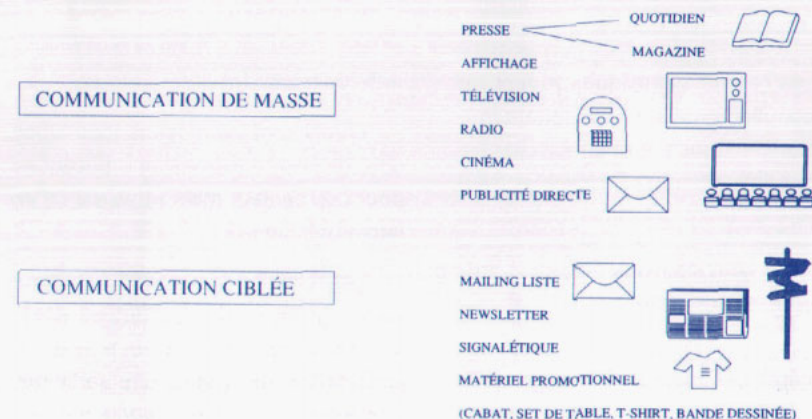 PRESSE
QUOTIDIEN
MAGAZINE
AFFICHAGE
COMMUNICATION DE MASSE
TÉLÉVISION
RADIO
CINÉMA
PUBLICITÉ DIRECTE
COMMUNICATION CIBLÉE
MAILING LISTE
NEWSLETTER
SIGNALÉTIQUE
MATÉRIEL PROMOTIONNEL
(CABAT, SET DE TABLE, T-SHIRT, BANDE DESSINÉE)